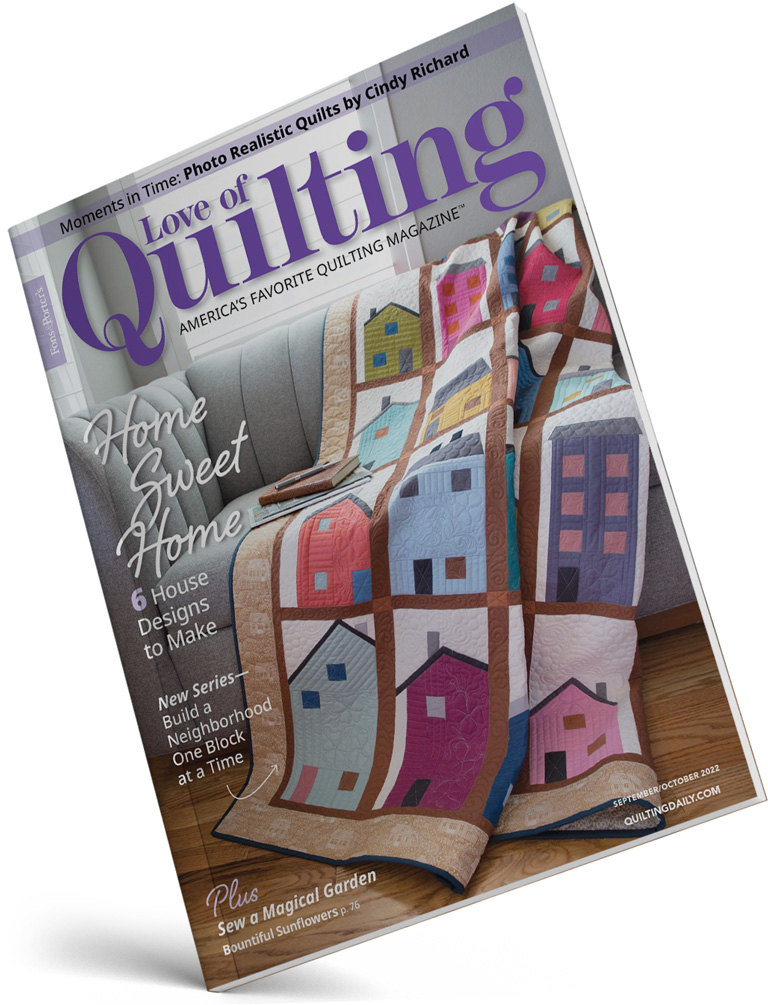 Moments in Time: Photo Realistic Quilts by Cindy Richard
Love of
Quilting
AMERICA'S FAVORITE QUILTING MAGAZINE™
Fons & Porter's
Home
Sweet
Home
6 House
Designs
to Make
New Series—
Build a
Neighborhood
One Block
at a Time
SEPTEMBER/OCTOBER 2022
QUILTINGDAILY.COM
Plus
Sew a Magical Garden
Bountiful Sunflowers p. 76